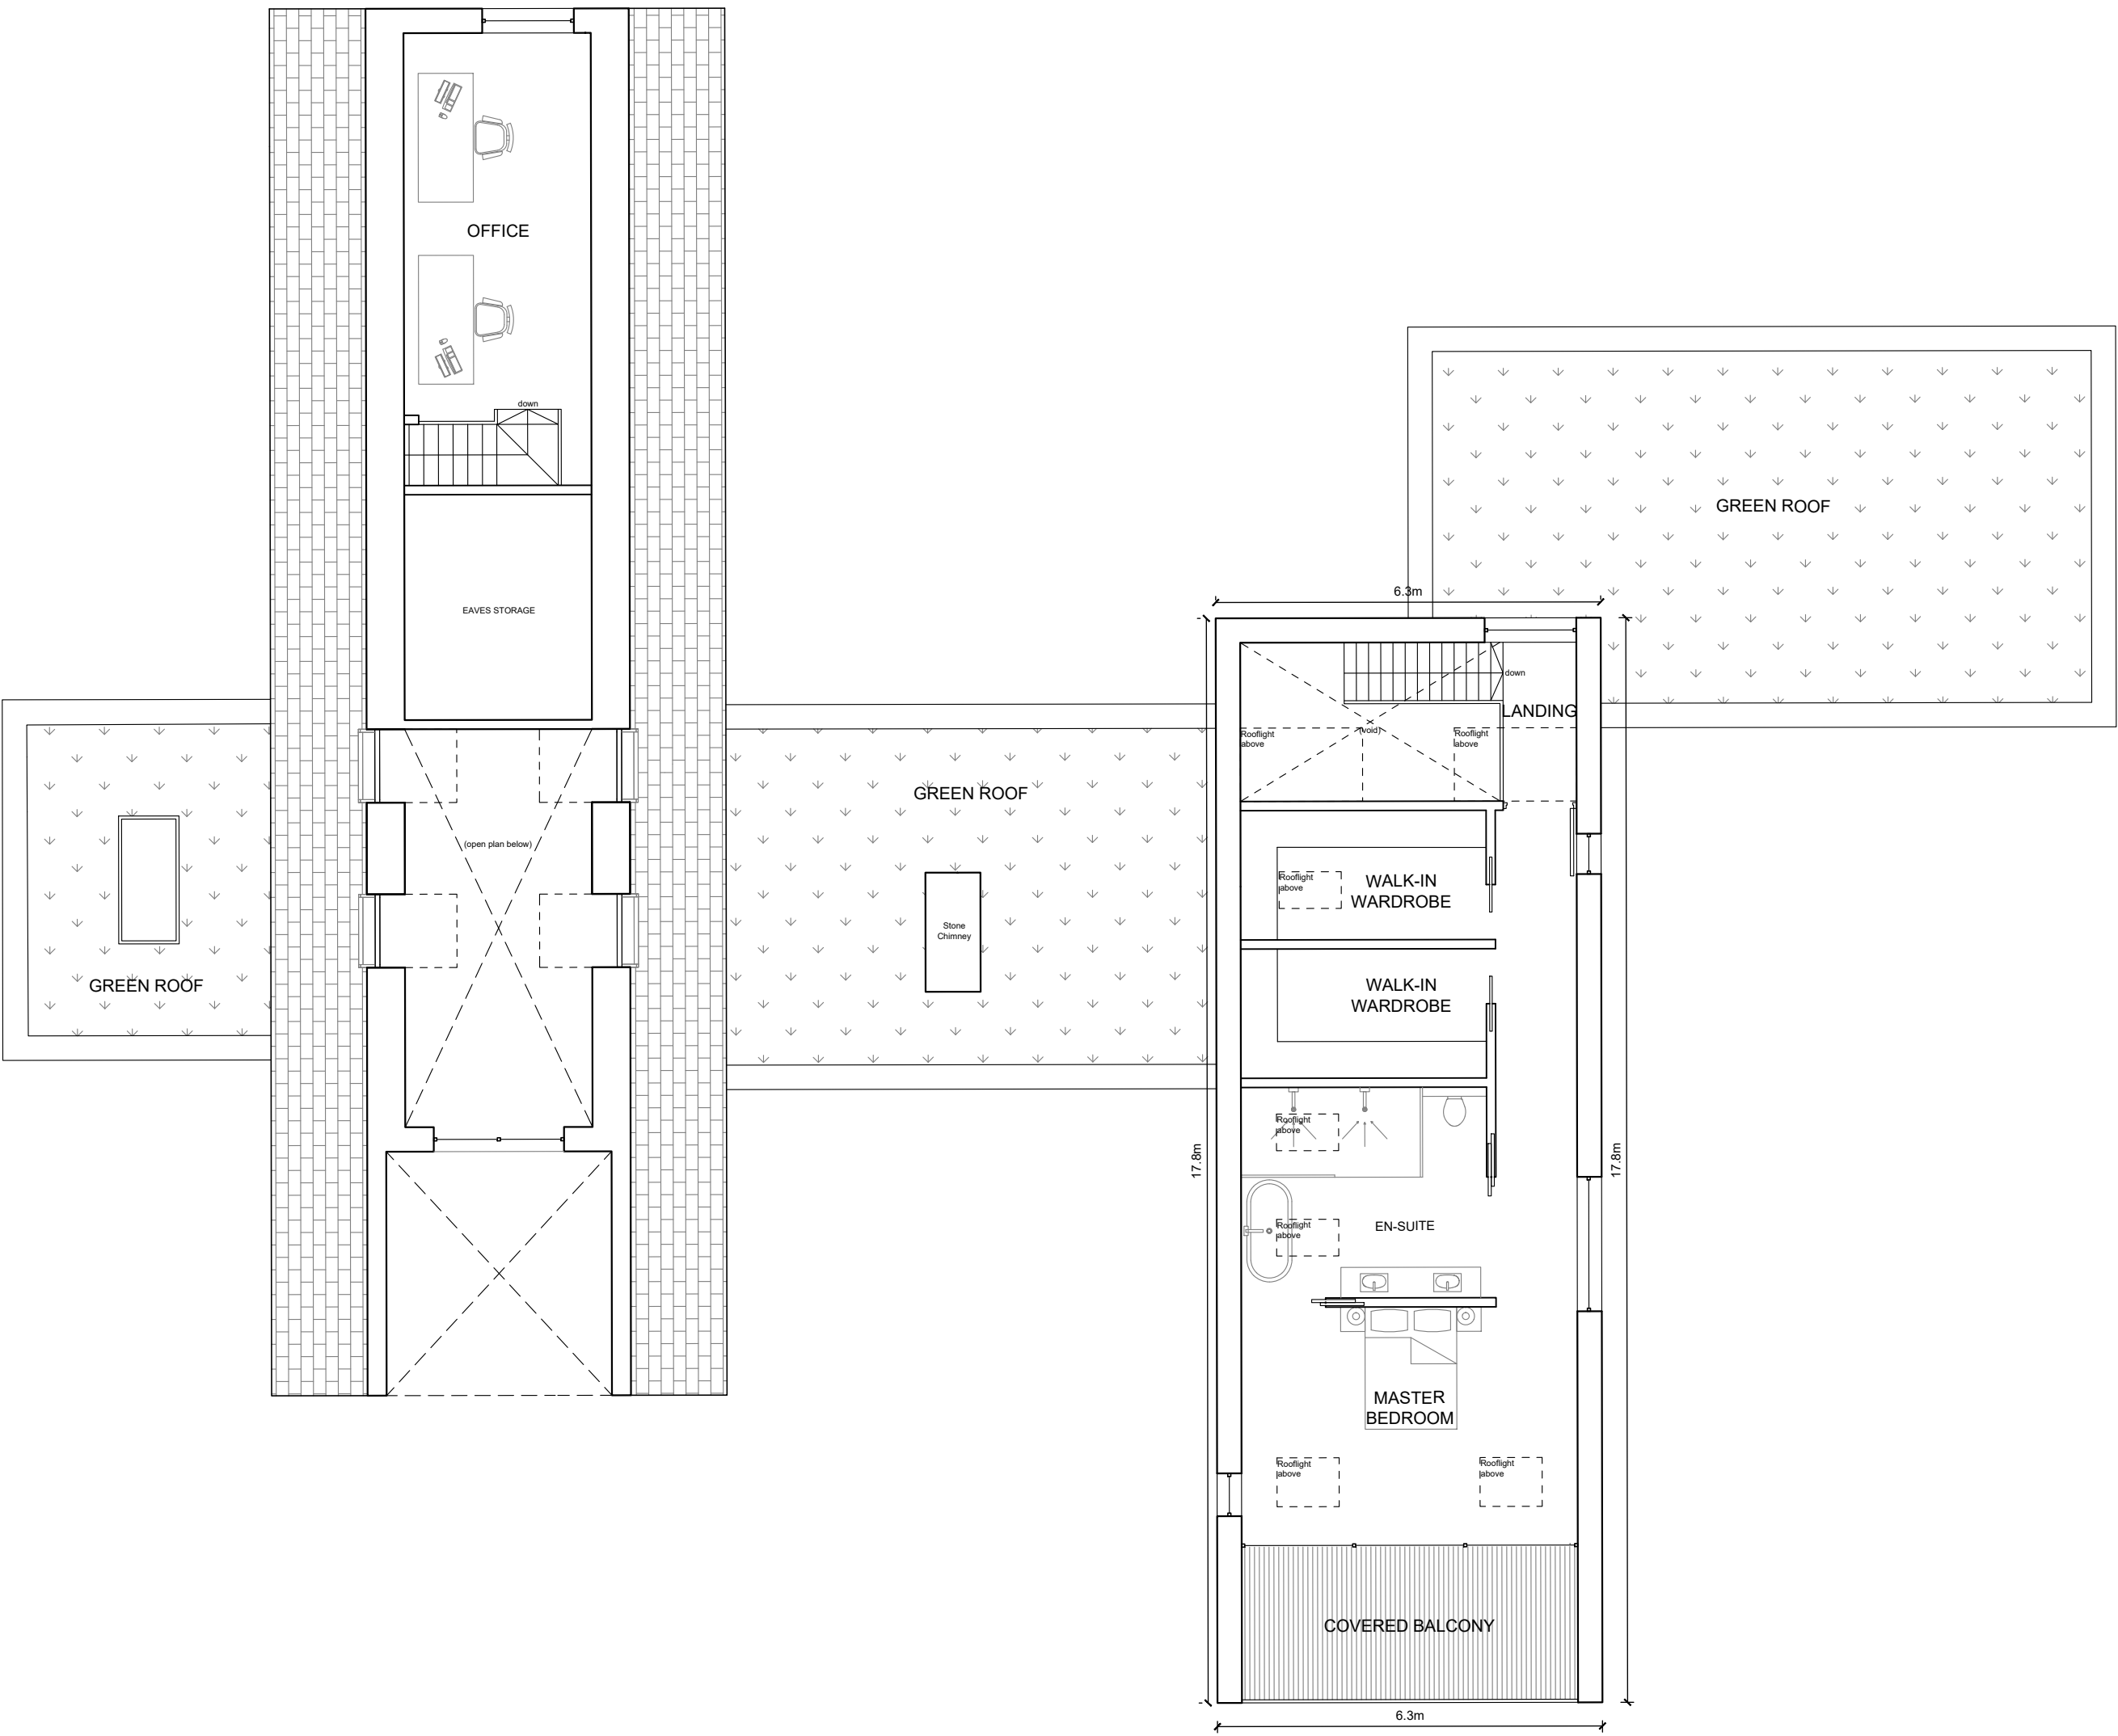 OFFICE
down
EAVES STORAGE
(open plan below)
GREEN ROOF
GREEN ROOF
Stone
Chimney
GREEN ROOF
6.3m
down
LANDING
Rooflight
above
(void)
Rooflight
above
Rooflight
above
WALK-IN
WARDROBE
WALK-IN
WARDROBE
Rooflight
above
17.8m
17.8m
Rooflight
above
EN-SUITE
MASTER
BEDROOM
Rooflight
above
Rooflight
above
COVERED BALCONY
6.3m